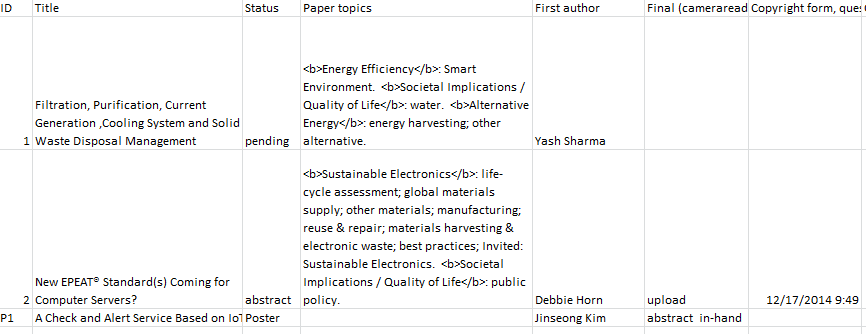 ID Title Status Paper topics First author Final (cameraread Copyright form, ques
<b>Energy Efficiency</b>: Smart
Environment.  <b>Societal Implications /
Quality of Life</b>: water.  <b>Alternative
Energy</b>: energy harvesting; other
alternative.
Filtration, Purification, Current
Generation ,Cooling System and Solid
1 Waste Disposal Management pending Yash Sharma
<b>Sustainable Electronics</b>: life-
cycle assessment; global materials
supply; other materials; manufacturing;
reuse & repair; materials harvesting &
electronic waste; best practices; Invited:
Sustainable Electronics.  <b>Societal
Implications / Quality of Life</b>: public
policy.
New EPEAT® Standard(s) Coming for
2 Computer Servers? abstract Debbie Horn upload 12/17/2014 9:49
P1 A Check and Alert Service Based on IoT Poster Jinseong Kim abstract  in-hand